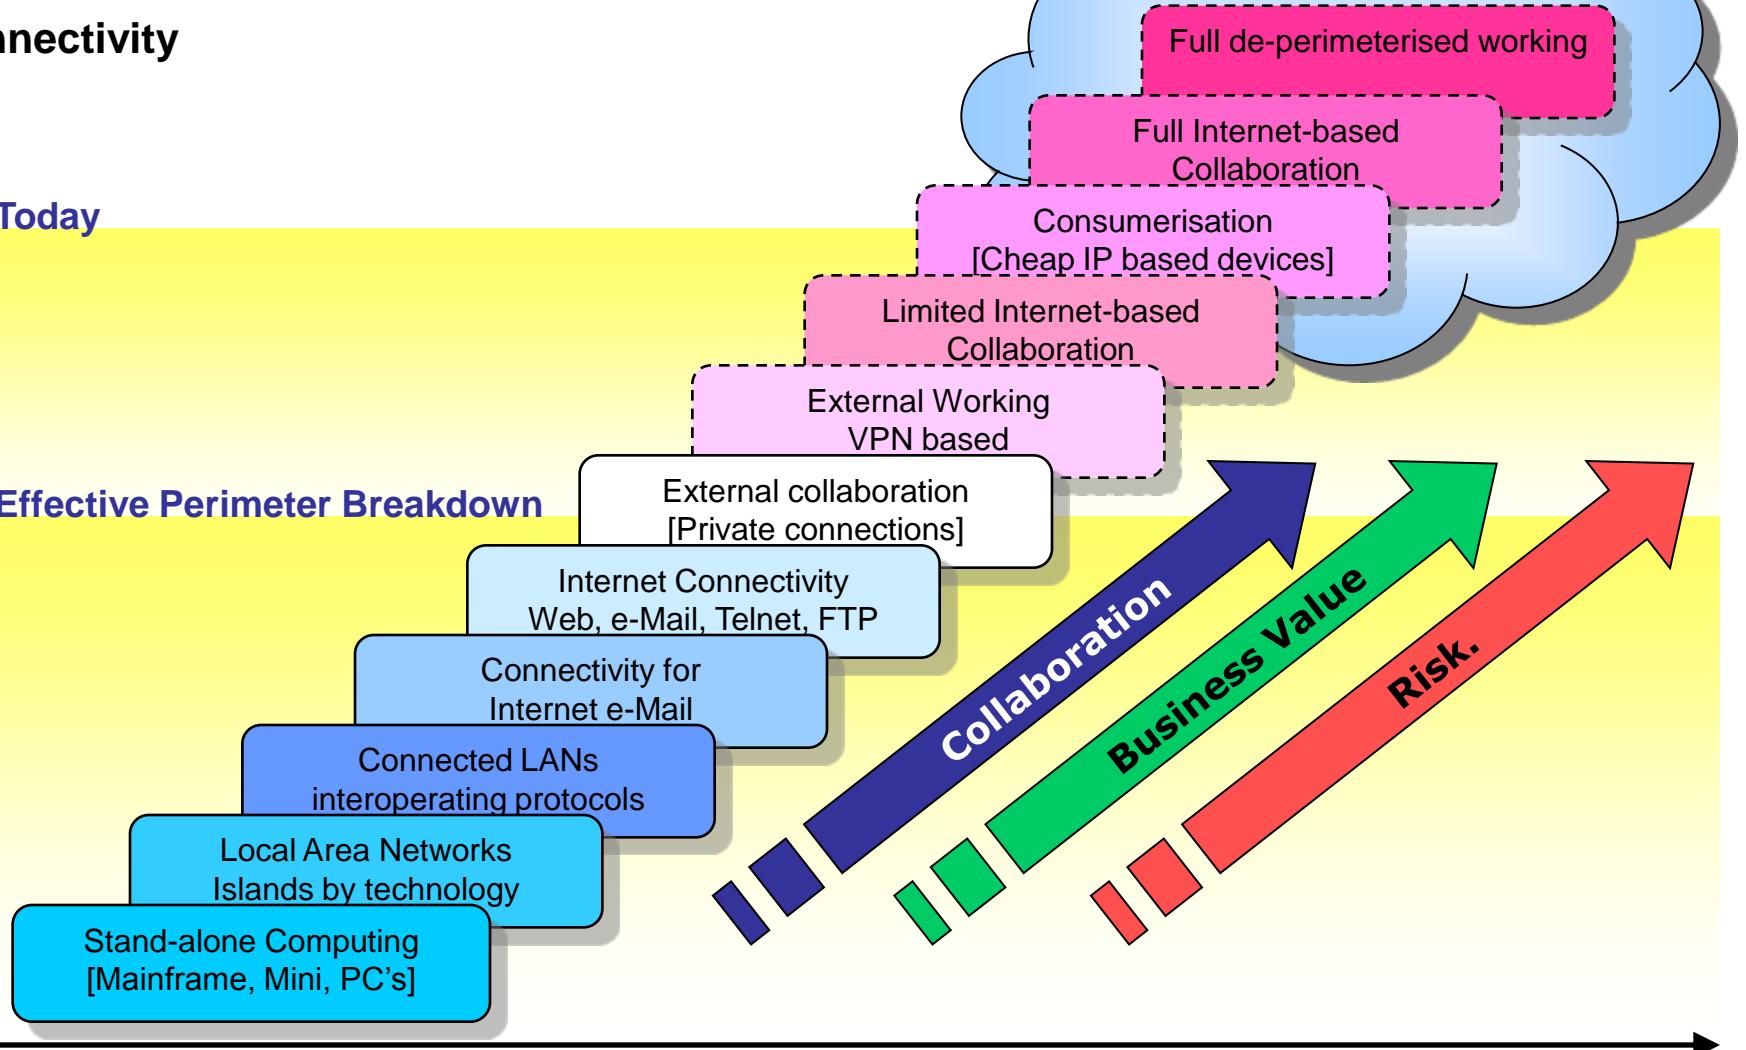 nnectivity
Full de-perimeterised working
Full Internet-based
Collaboration
Today
Consumerisation
[Cheap IP based devices]
Limited Internet-based
Collaboration
External Working
VPN based
Effective Perimeter Breakdown
External collaboration
[Private connections]
Internet Connectivity
Web, e-Mail, Telnet, FTP
Connectivity for
Internet e-Mail
Connected LANs
interoperating protocols
Local Area Networks
Islands by technology
Stand-alone Computing
[Mainframe, Mini, PC’s]
Collaboration
Business Value
Risk.